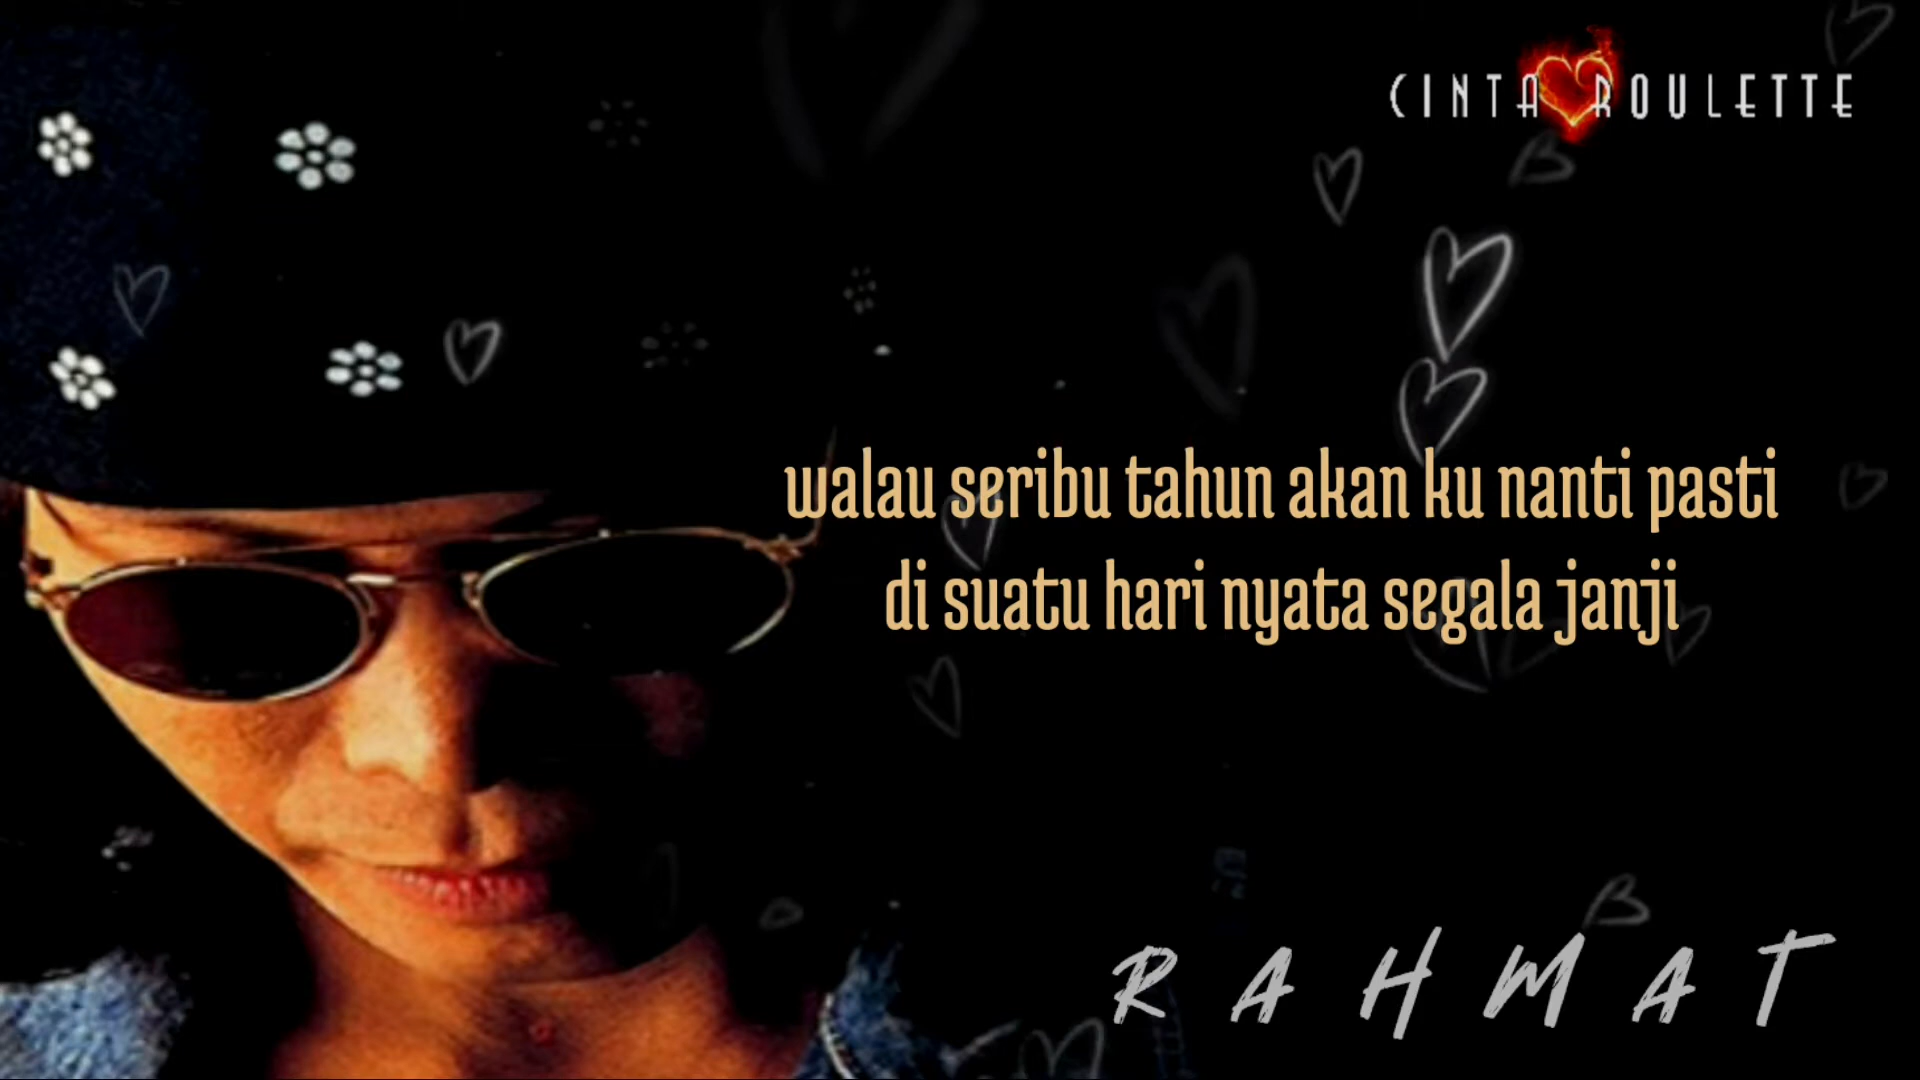 CINTA ROULETTE
walau seribu tahun akan ku nanti pasti
di suatu hari nyata segala janji
RAHMAT